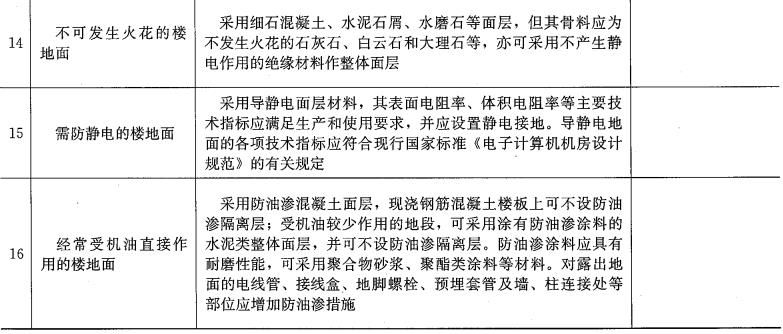 14
不可发生火花的楼
地面
采用细石混凝土、水泥石屑、水磨石等面层，但其骨料应为
不发生火花的石灰石、白云石和大理石等，亦可采用不产生静
电作用的绝缘材料作整体面层
15
需防静电的楼地面
采用导静电面层材料，其表面电阻率、体积电阻率等主要技
术指标应满足生产和使用要求，并应设置静电接地。导静电地
面的各项技术指标应符合现行国家标准《电子计算机机房设计
规范》的有关规定
16
经常受机油直接作
用的楼地面
采用防油渗混凝土面层，现浇钢筋混凝土楼板上可不设防油
渗隔离层；受机油较少作用的地段，可采用涂有防油渗涂料的
水泥类整体面层，并可不设防油渗隔离层。防油渗涂料应具有
耐磨性能，可采用聚合物砂浆、聚酯类涂料等材料。对露出地
面的电线管、接线盒、地脚螺栓、预埋套管及墙、柱连接处等
部位应增加防油渗措施